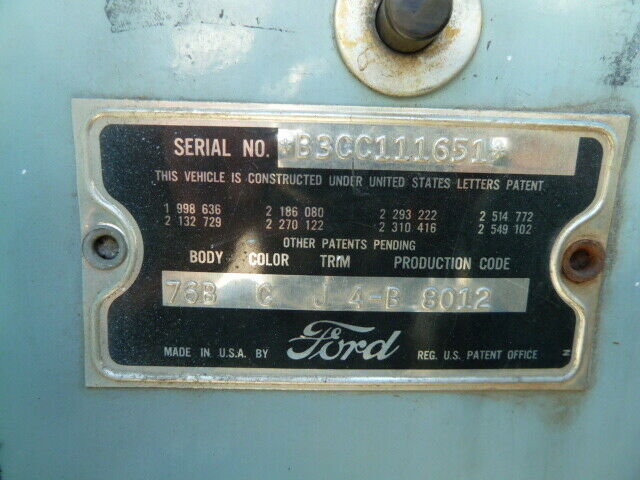 SERIAL NO. *B3CC111651*
THIS VEHICLE IS CONSTRUCTED UNDER UNITED STATES LETTERS PATENT
1 998 636 2 186 080 2 293 222 2 514 772
2 132 729 2 270 122 2 310 416 2 549 102
OTHER PATENTS PENDING
BODY COLOR TRIM PRODUCTION CODE
76B C J 4-B 8012
MADE IN U.S.A. BY Ford REG. U.S. PATENT OFFICE